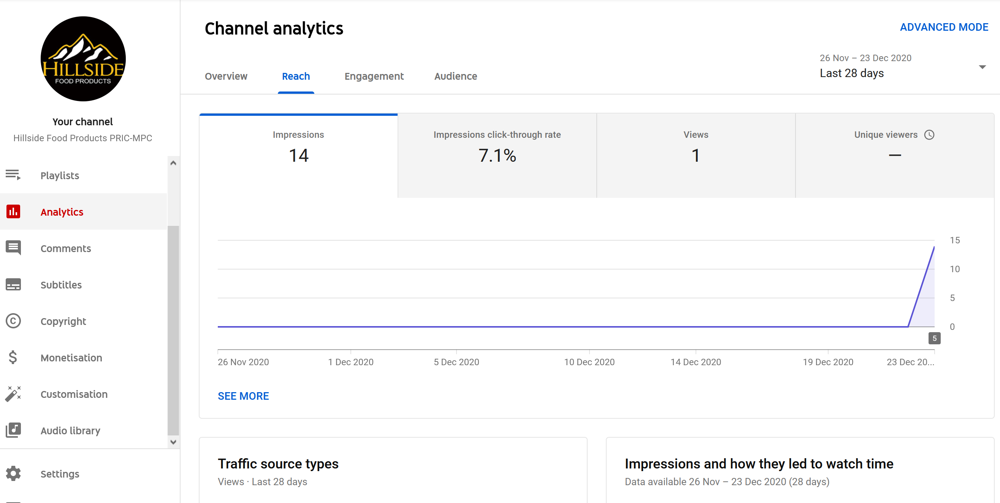 HILLSIDE
FOOD PRODUCTS
Your channel
Hillside Food Products PRIC-MPC
Playlists
Analytics
Comments
Subtitles
Copyright
Monetisation
Customisation
Audio library
Settings
Channel analytics
ADVANCED MODE
26 Nov – 23 Dec 2020
Last 28 days
Overview
Reach
Engagement
Audience
Impressions
14
Impressions click-through rate
7.1%
Views
1
Unique viewers
—
15
10
5
0
5
26 Nov 2020
1 Dec 2020
5 Dec 2020
10 Dec 2020
14 Dec 2020
19 Dec 2020
23 Dec 20...
SEE MORE
Traffic source types
Views · Last 28 days
Impressions and how they led to watch time
Data available 26 Nov – 23 Dec 2020 (28 days)